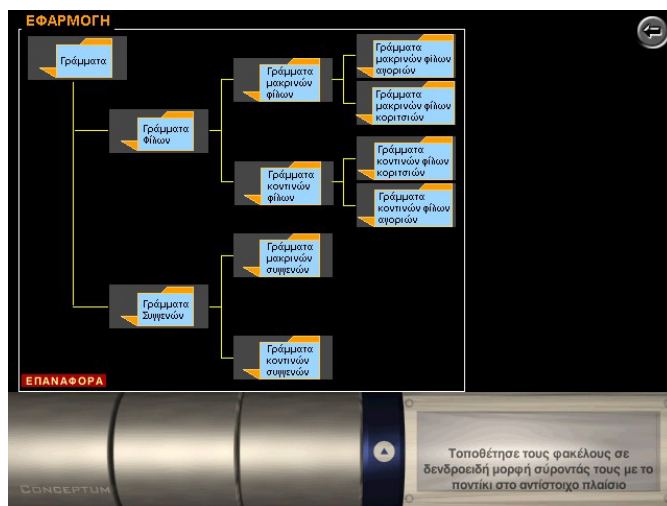 ΕΦΑΡΜΟΓΗ
Γράμματα
Γράμματα
Φίλων
Γράμματα
μακρινών
φίλων
Γράμματα
μακρινών φίλων
αγοριών
Γράμματα
μακρινών φίλων
κοριτσιών
Γράμματα
κοντινών
φίλων
Γράμματα
κοντινών φίλων
κοριτσιών
Γράμματα
κοντινών φίλων
αγοριών
Γράμματα
Συγγενών
Γράμματα
μακρινών
συγγενών
Γράμματα
κοντινών
συγγενών
ΕΠΑΝΑΦΟΡΑ
CONCEPTUM
Τοποθέτησε τους φακέλους σε
δενδροειδή μορφή σύροντάς τους με το
ποντίκι στο αντίστοιχο πλαίσιο